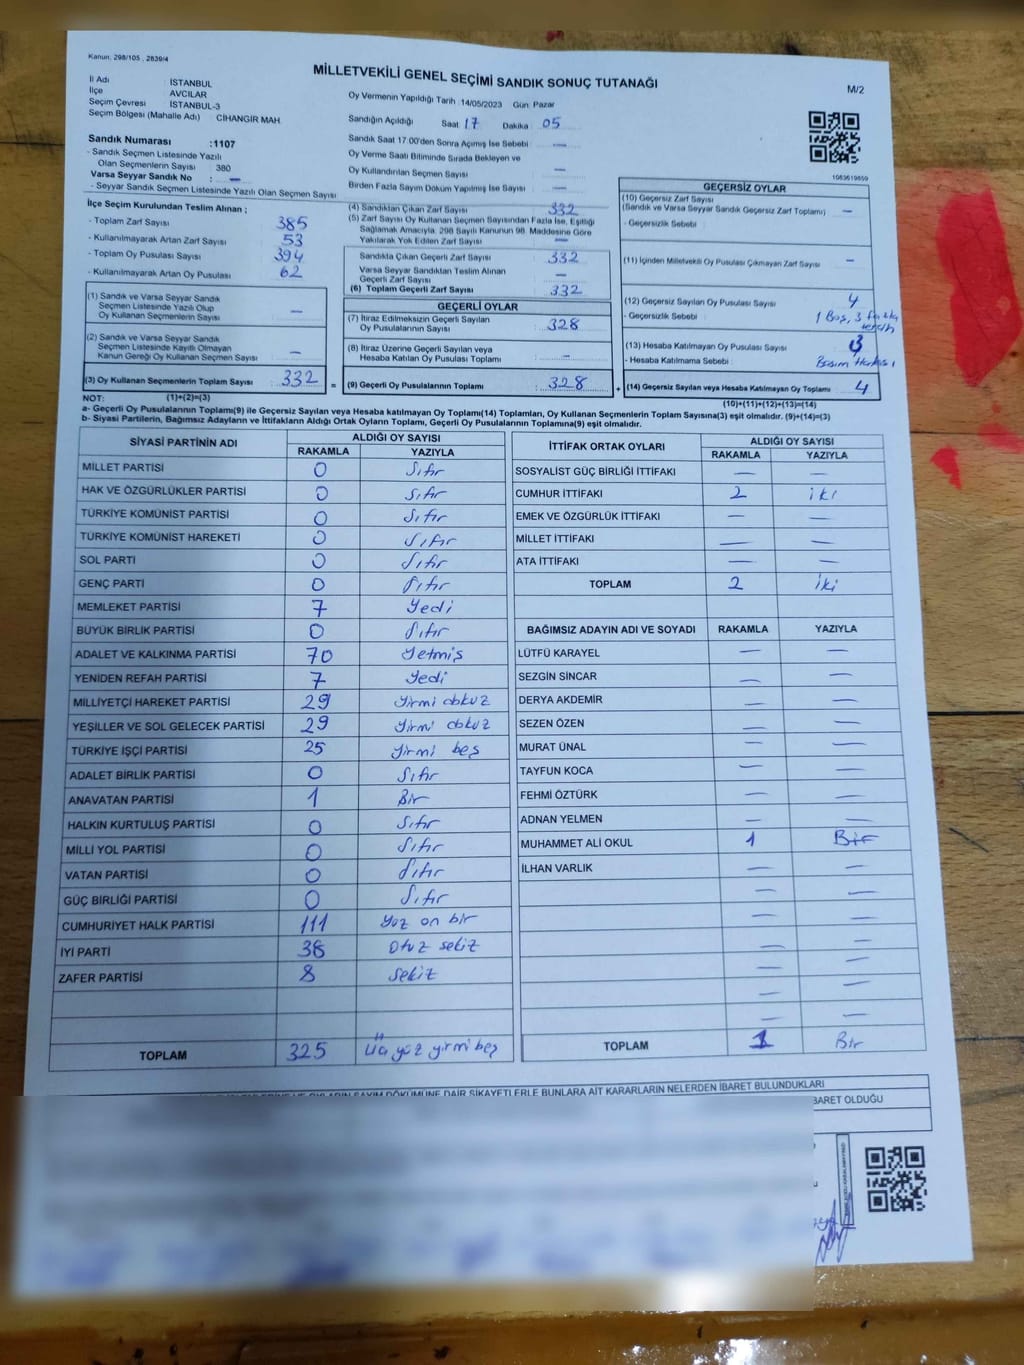 Kanun: 298/105 , 2839/4
MİLLETVEKİLİ GENEL SEÇİMİ SANDIK SONUÇ TUTANAĞI
M/2
İl Adı : İSTANBUL
İlçe : AVCILAR
Seçim Çevresi : İSTANBUL-3
Seçim Bölgesi (Mahalle Adı) : CİHANGİR MAH
Oy Vermenin Yapıldığı Tarih :14/05/2023 Gün: Pazar
Sandığın Açıldığı Saat :17 Dakika : 05
Sandık Saat 17.00'den Sonra Açılmış İse Sebebi : —
Oy Verme Saati Bitiminde Sırada Bekleyen ve
Oy Kullandırılan Seçmen Sayısı : —
Birden Fazla Sayım Döküm Yapılmış İse Sayısı : —
Sandık Numarası :1107
- Sandık Seçmen Listesinde Yazılı
Olan Seçmenlerin Sayısı : 380
Varsa Seyyar Sandık No : —
- Seyyar Sandık Seçmen Listesinde Yazılı Olan Seçmen Sayısı
1083619859
İlçe Seçim Kurulundan Teslim Alınan ;
- Toplam Zarf Sayısı : 385
- Kullanılmayarak Artan Zarf Sayısı : 53
- Toplam Oy Pusulası Sayısı : 394
- Kullanılmayarak Artan Oy Pusulası : 62
(1) Sandık ve Varsa Seyyar Sandık
Seçmen Listesinde Yazılı Olup
Oy Kullanan Seçmenlerin Sayısı : —
(2) Sandık ve Varsa Seyyar Sandık
Seçmen Listesinde Kayıtlı Olmayan
Kanun Gereği Oy Kullanan Seçmen Sayısı : —
(3) Oy Kullanan Seçmenlerin Toplam Sayısı : 332 =
(1)+(2)=(3)
(4) Sandıktan Çıkan Zarf Sayısı : 332
(5) Zarf Sayısı Oy Kullanan Seçmen Sayısından Fazla İse, Eşitliği
Sağlamak Amacıyla, 298 Sayılı Kanunun 98. Maddesine Göre
Yakılarak Yok Edilen Zarf Sayısı : —
Sandıkta Çıkan Geçerli Zarf Sayısı : 332
Varsa Seyyar Sandıktan Teslim Alınan
Geçerli Zarf Sayısı : —
(6) Toplam Geçerli Zarf Sayısı : 332
GEÇERLİ OYLAR
(7) İtiraz Edilmeksizin Geçerli Sayılan
Oy Pusulalarının Sayısı : 328
(8) İtiraz Üzerine Geçerli Sayılan veya
Hesaba Katılan Oy Pusulası Toplamı : —
(9) Geçerli Oy Pusulalarının Toplamı : 328 +
GEÇERSİZ OYLAR
(10) Geçersiz Zarf Sayısı
(Sandık ve Varsa Seyyar Sandık Geçersiz Zarf Toplamı) : —
- Geçersizlik Sebebi :
(11) İçinden Milletvekili Oy Pusulası Çıkmayan Zarf Sayısı : —
(12) Geçersiz Sayılan Oy Pusulası Sayısı : 4
- Geçersizlik Sebebi : 1 Boş, 3 fazla
(13) Hesaba Katılmayan Oy Pusulası Sayısı :
- Hesaba Katılmama Sebebi :
(14) Geçersiz Sayılan veya Hesaba Katılmayan Oy Toplamı : 4
(10)+(11)+(12)+(13)=(14)
NOT:
a- Geçerli Oy Pusulalarının Toplamı(9) ile Geçersiz Sayılan veya Hesaba katılmayan Oy Toplamı(14) Toplamları, Oy Kullanan Seçmenlerin Toplam Sayısına(3) eşit olmalıdır. (9)+(14)=(3)
b- Siyasi Partilerin, Bağımsız Adayların ve İttifakların Aldığı Ortak Oyların Toplamı, Geçerli Oy Pusulalarının Toplamına(9) eşit olmalıdır.
SİYASİ PARTİNİN ADI ALDIĞI OY SAYISI
RAKAMLA YAZIYLA
MİLLET PARTİSİ 0 Sıfır
HAK VE ÖZGÜRLÜKLER PARTİSİ 0 Sıfır
TÜRKİYE KOMÜNİST PARTİSİ 0 Sıfır
TÜRKİYE KOMÜNİST HAREKETİ 0 Sıfır
SOL PARTİ 0 Sıfır
GENÇ PARTİ 0 Sıfır
MEMLEKET PARTİSİ 7 Yedi
BÜYÜK BİRLİK PARTİSİ 0 Sıfır
ADALET VE KALKINMA PARTİSİ 70 Yetmiş
YENİDEN REFAH PARTİSİ 7 Yedi
MİLLİYETÇİ HAREKET PARTİSİ 29 Yirmi dokuz
YEŞİLLER VE SOL GELECEK PARTİSİ 29 Yirmi dokuz
TÜRKİYE İŞÇİ PARTİSİ 25 Yirmi beş
ADALET BİRLİK PARTİSİ 0 Sıfır
ANAVATAN PARTİSİ 1 Bir
HALKIN KURTULUŞ PARTİSİ 0 Sıfır
MİLLİ YOL PARTİSİ 0 Sıfır
VATAN PARTİSİ 0 Sıfır
GÜÇ BİRLİĞİ PARTİSİ 0 Sıfır
CUMHURİYET HALK PARTİSİ 111 Yüz on bir
İYİ PARTİ 38 Otuz sekiz
ZAFER PARTİSİ 8 Sekiz
TOPLAM 325 Üç yüz yirmi beş
İTTİFAK ORTAK OYLARI ALDIĞI OY SAYISI
RAKAMLA YAZIYLA
SOSYALİST GÜÇ BİRLİĞİ İTTİFAKI — —
CUMHUR İTTİFAKI 2 iki
EMEK VE ÖZGÜRLÜK İTTİFAKI — —
MİLLET İTTİFAKI — —
ATA İTTİFAKI — —
TOPLAM 2 iki
BAĞIMSIZ ADAYIN ADI VE SOYADI RAKAMLA YAZIYLA
LÜTFÜ KARAYEL — —
SEZGİN SİNCAR — —
DERYA AKDEMİR — —
SEZEN ÖZEN — —
MURAT ÜNAL — —
TAYFUN KOCA — —
FEHMİ ÖZTÜRK — —
ADNAN YELMEN — —
MUHAMMET ALİ OKUL 1 Bir
İLHAN VARLIK — —
TOPLAM 1 Bir
DÖKÜMÜNE DAİR ŞİKAYETLERLE BUNLARA AİT KARARLARIN NELERDEN İBARET BULUNDUKLARI
BARET OLDUĞU